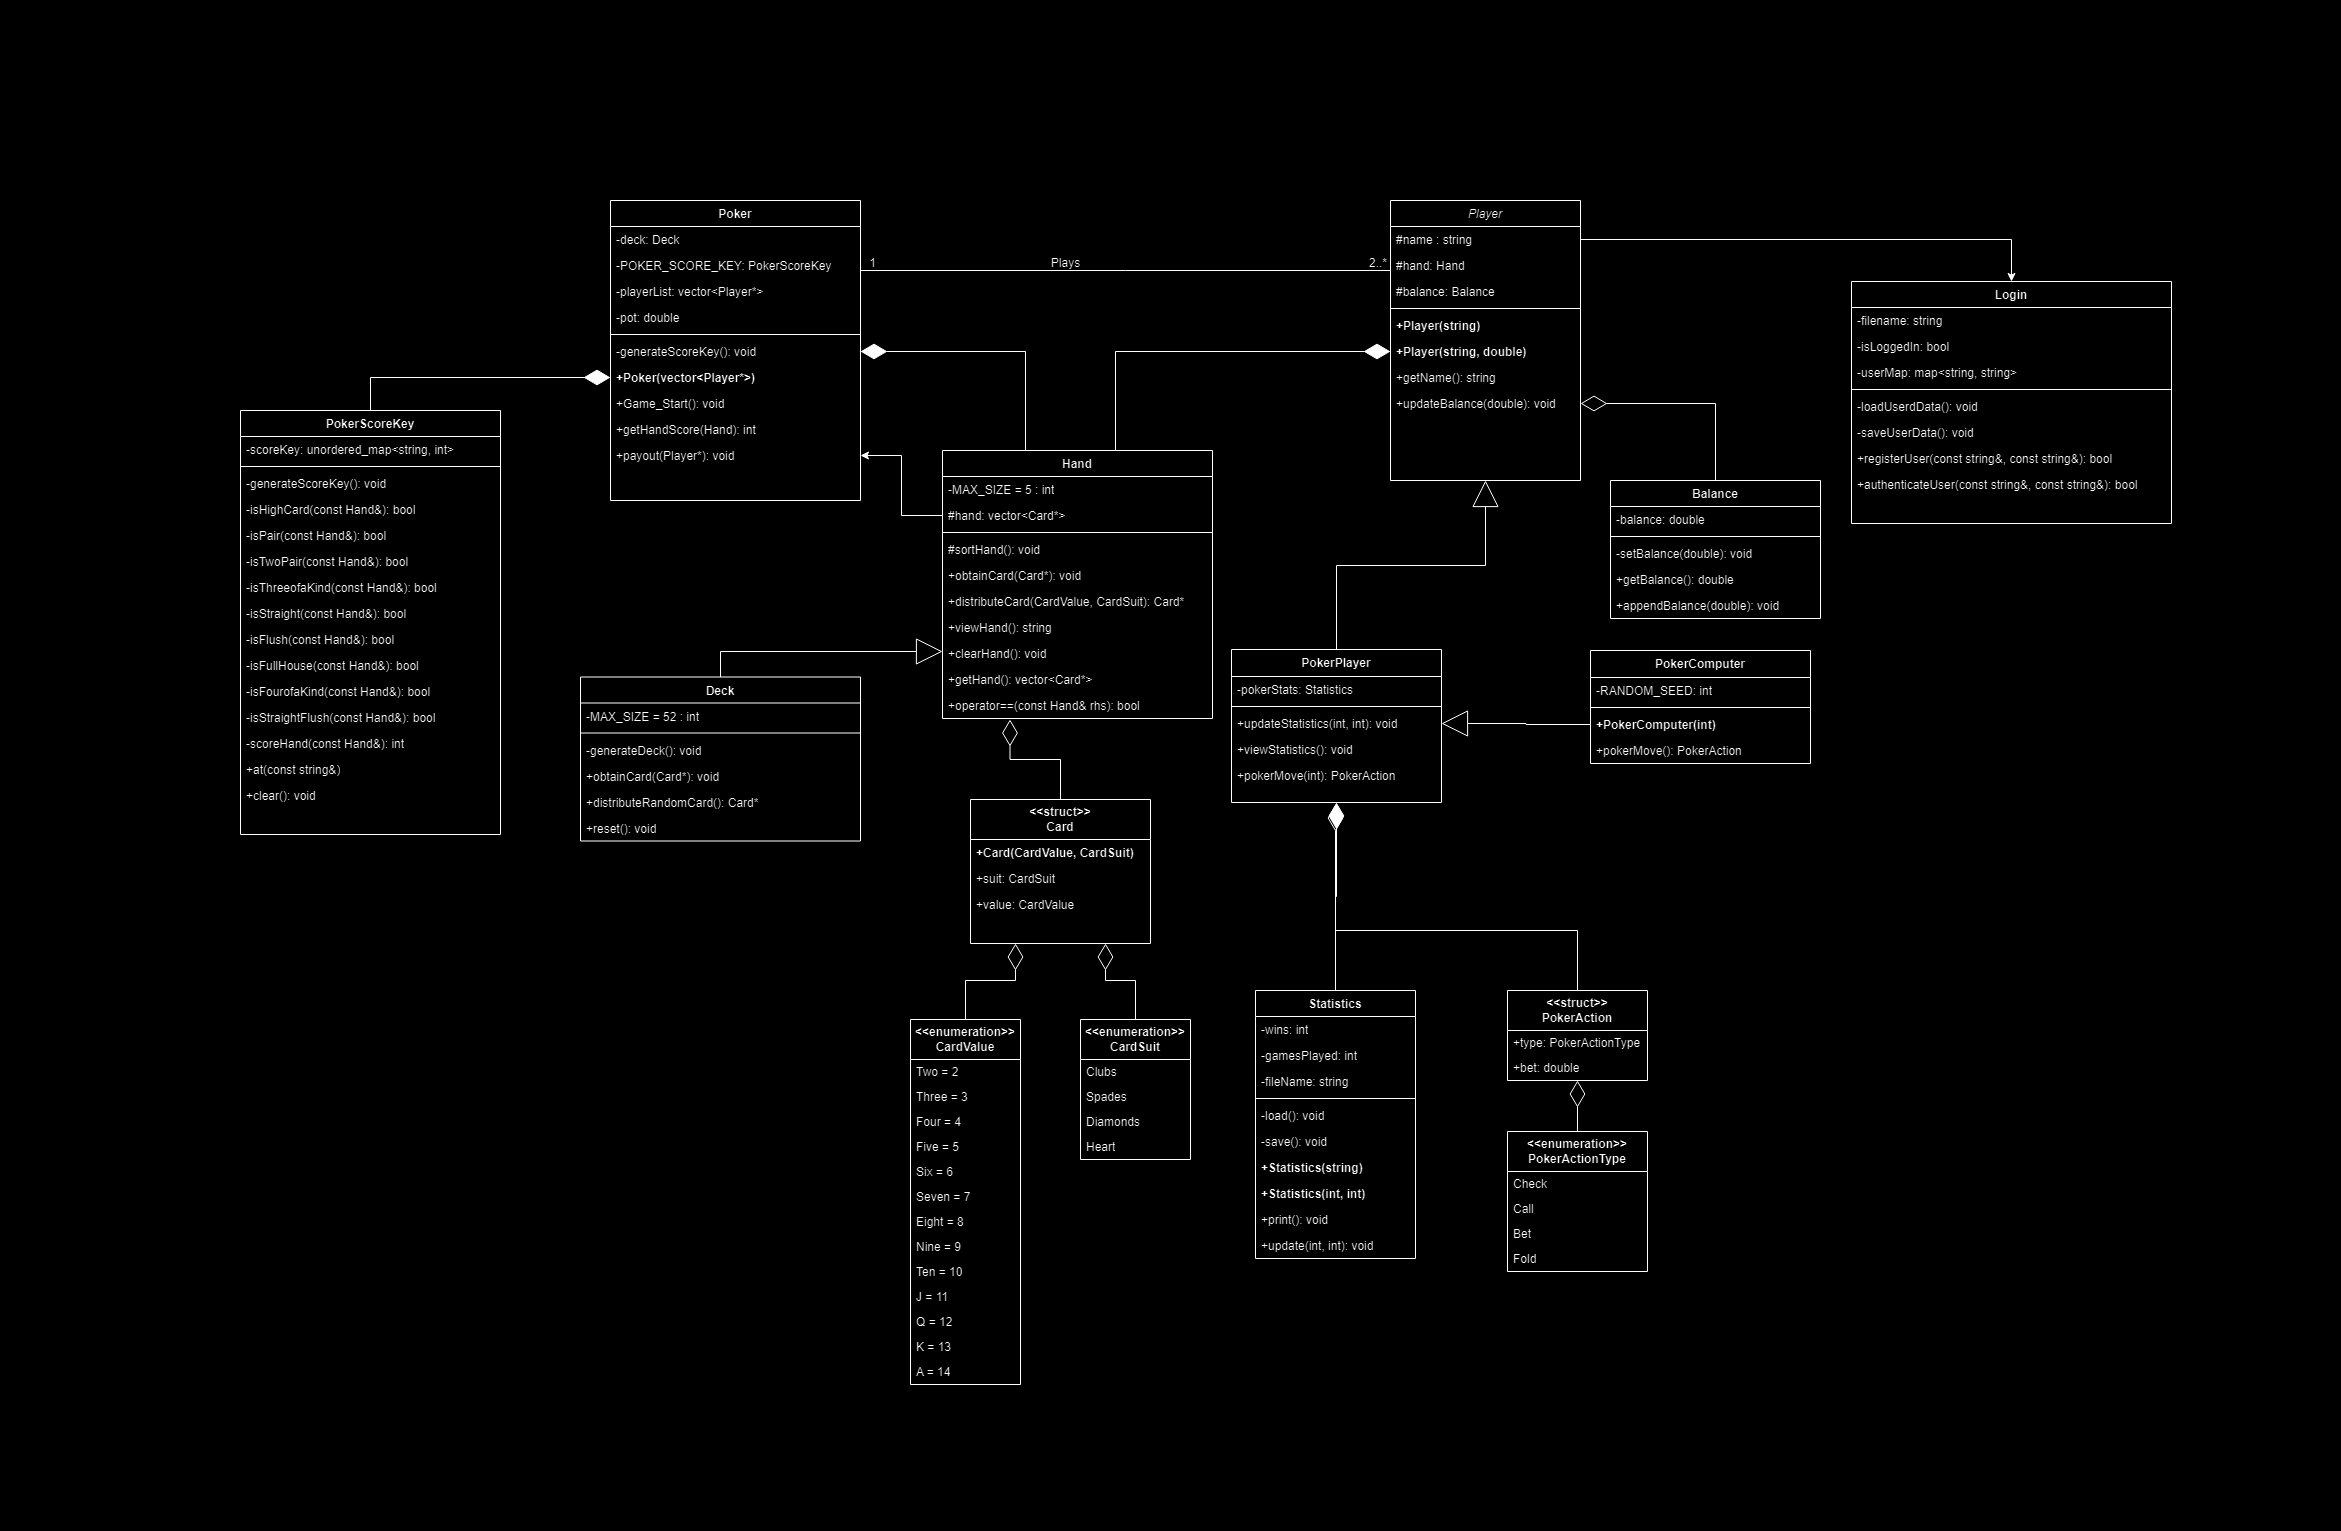 Poker
-deck: Deck
-POKER_SCORE_KEY: PokerScoreKey
-playerList: vector<Player*>
-pot: double
-generateScoreKey(): void
+Poker(vector<Player*>)
+Game_Start(): void
+getHandScore(Hand): int
+payout(Player*): void
1
Plays
2..*
Player
#name : string
#hand: Hand
#balance: Balance
+Player(string)
+Player(string, double)
+getName(): string
+updateBalance(double): void
Login
-filename: string
-isLoggedIn: bool
-userMap: map<string, string>
-loadUserdData(): void
-saveUserData(): void
+registerUser(const string&, const string&): bool
+authenticateUser(const string&, const string&): bool
PokerScoreKey
-scoreKey: unordered_map<string, int>
-generateScoreKey(): void
-isHighCard(const Hand&): bool
-isPair(const Hand&): bool
-isTwoPair(const Hand&): bool
-isThreeofaKind(const Hand&): bool
-isStraight(const Hand&): bool
-isFlush(const Hand&): bool
-isFullHouse(const Hand&): bool
-isFourofaKind(const Hand&): bool
-isStraightFlush(const Hand&): bool
-scoreHand(const Hand&): int
+at(const string&)
+clear(): void
Hand
-MAX_SIZE = 5 : int
#hand: vector<Card*>
#sortHand(): void
+obtainCard(Card*): void
+distributeCard(CardValue, CardSuit): Card*
+viewHand(): string
+clearHand(): void
+getHand(): vector<Card*>
+operator==(const Hand& rhs): bool
Balance
-balance: double
-setBalance(double): void
+getBalance(): double
+appendBalance(double): void
Deck
-MAX_SIZE = 52 : int
-generateDeck(): void
+obtainCard(Card*): void
+distributeRandomCard(): Card*
+reset(): void
PokerPlayer
-pokerStats: Statistics
+updateStatistics(int, int): void
+viewStatistics(): void
+pokerMove(int): PokerAction
PokerComputer
-RANDOM_SEED: int
+PokerComputer(int)
+pokerMove(): PokerAction
<<struct>>
Card
+Card(CardValue, CardSuit)
+suit: CardSuit
+value: CardValue
<<enumeration>>
CardValue
Two = 2
Three = 3
Four = 4
Five = 5
Six = 6
Seven = 7
Eight = 8
Nine = 9
Ten = 10
J = 11
Q = 12
K = 13
A = 14
<<enumeration>>
CardSuit
Clubs
Spades
Diamonds
Heart
Statistics
-wins: int
-gamesPlayed: int
-fileName: string
-load(): void
-save(): void
+Statistics(string)
+Statistics(int, int)
+print(): void
+update(int, int): void
<<struct>>
PokerAction
+type: PokerActionType
+bet: double
<<enumeration>>
PokerActionType
Check
Call
Bet
Fold